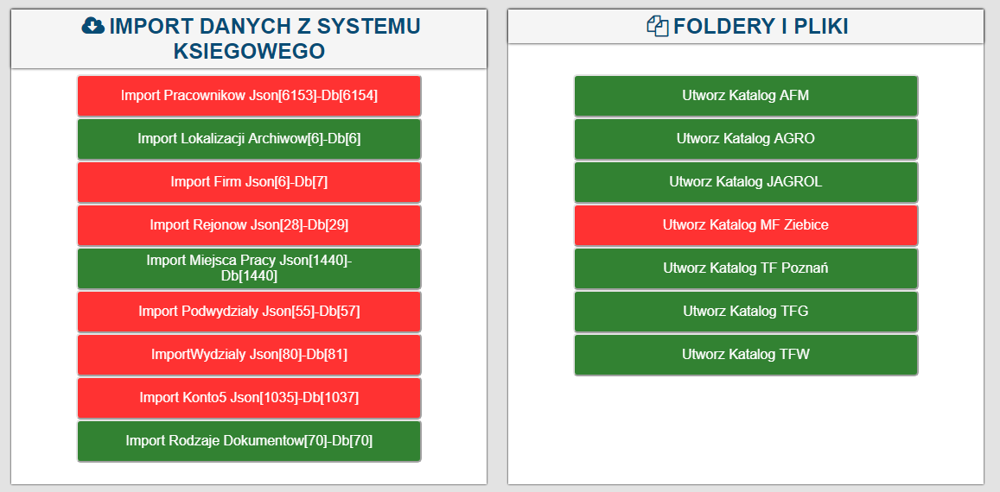 IMPORT DANYCH Z SYSTEMU
KSIEGOWEGO
Import Pracownikow Json[6153]-Db[6154]
Import Lokalizacji Archiwow[6]-Db[6]
Import Firm Json[6]-Db[7]
Import Rejonow Json[28]-Db[29]
Import Miejsca Pracy Json[1440]-
Db[1440]
Import Podwydzialy Json[55]-Db[57]
ImportWydzialy Json[80]-Db[81]
Import Konto5 Json[1035]-Db[1037]
Import Rodzaje Dokumentow[70]-Db[70]
FOLDERY I PLIKI
Utworz Katalog AFM
Utworz Katalog AGRO
Utworz Katalog JAGROL
Utworz Katalog MF Ziebice
Utworz Katalog TF Poznań
Utworz Katalog TFG
Utworz Katalog TFW